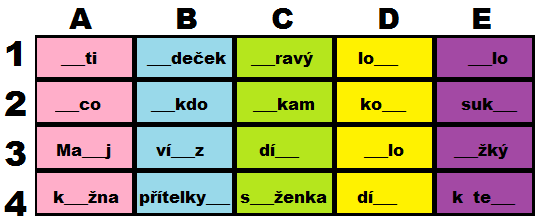 A B C D E
1 ___ti ___deček ___ravý lo___ ___lo
2 ___co ___kdo ___kam ko___ suk___
3 Ma___j ví___z dí___ ___lo ___žký
4 k___žna přítelky___ s___ženka dí___ k te___